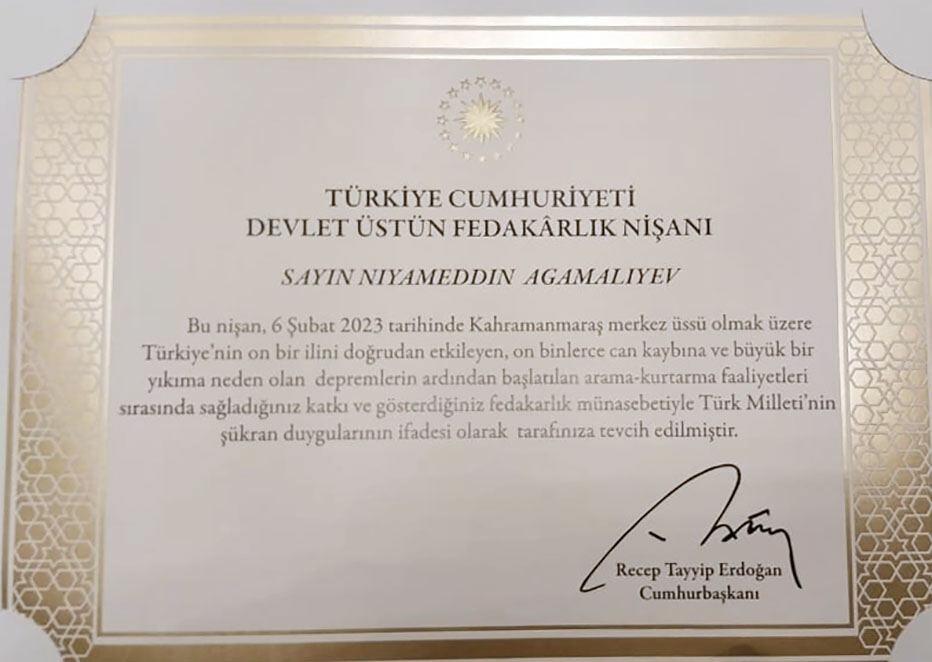 TÜRKİYE CUMHURİYETİ
DEVLET ÜSTÜN FEDAKÂRLIK NİŞANI
SAYIN NIYAMEDDIN AGAMALIYEV
Bu nişan, 6 Şubat 2023 tarihinde Kahramanmaraş merkez üssü olmak üzere
Türkiye'nin on bir ilini doğrudan etkileyen, on binlerce can kaybına ve büyük bir
yıkıma neden olan depremlerin ardından başlatılan arama-kurtarma faaliyetleri
sırasında sağladığınız katkı ve gösterdiğiniz fedakarlık münasebetiyle Türk Milleti'nin
şükran duygularının ifadesi olarak tarafınıza tevcih edilmiştir.
Recep Tayyip Erdoğan
Cumhurbaşkanı